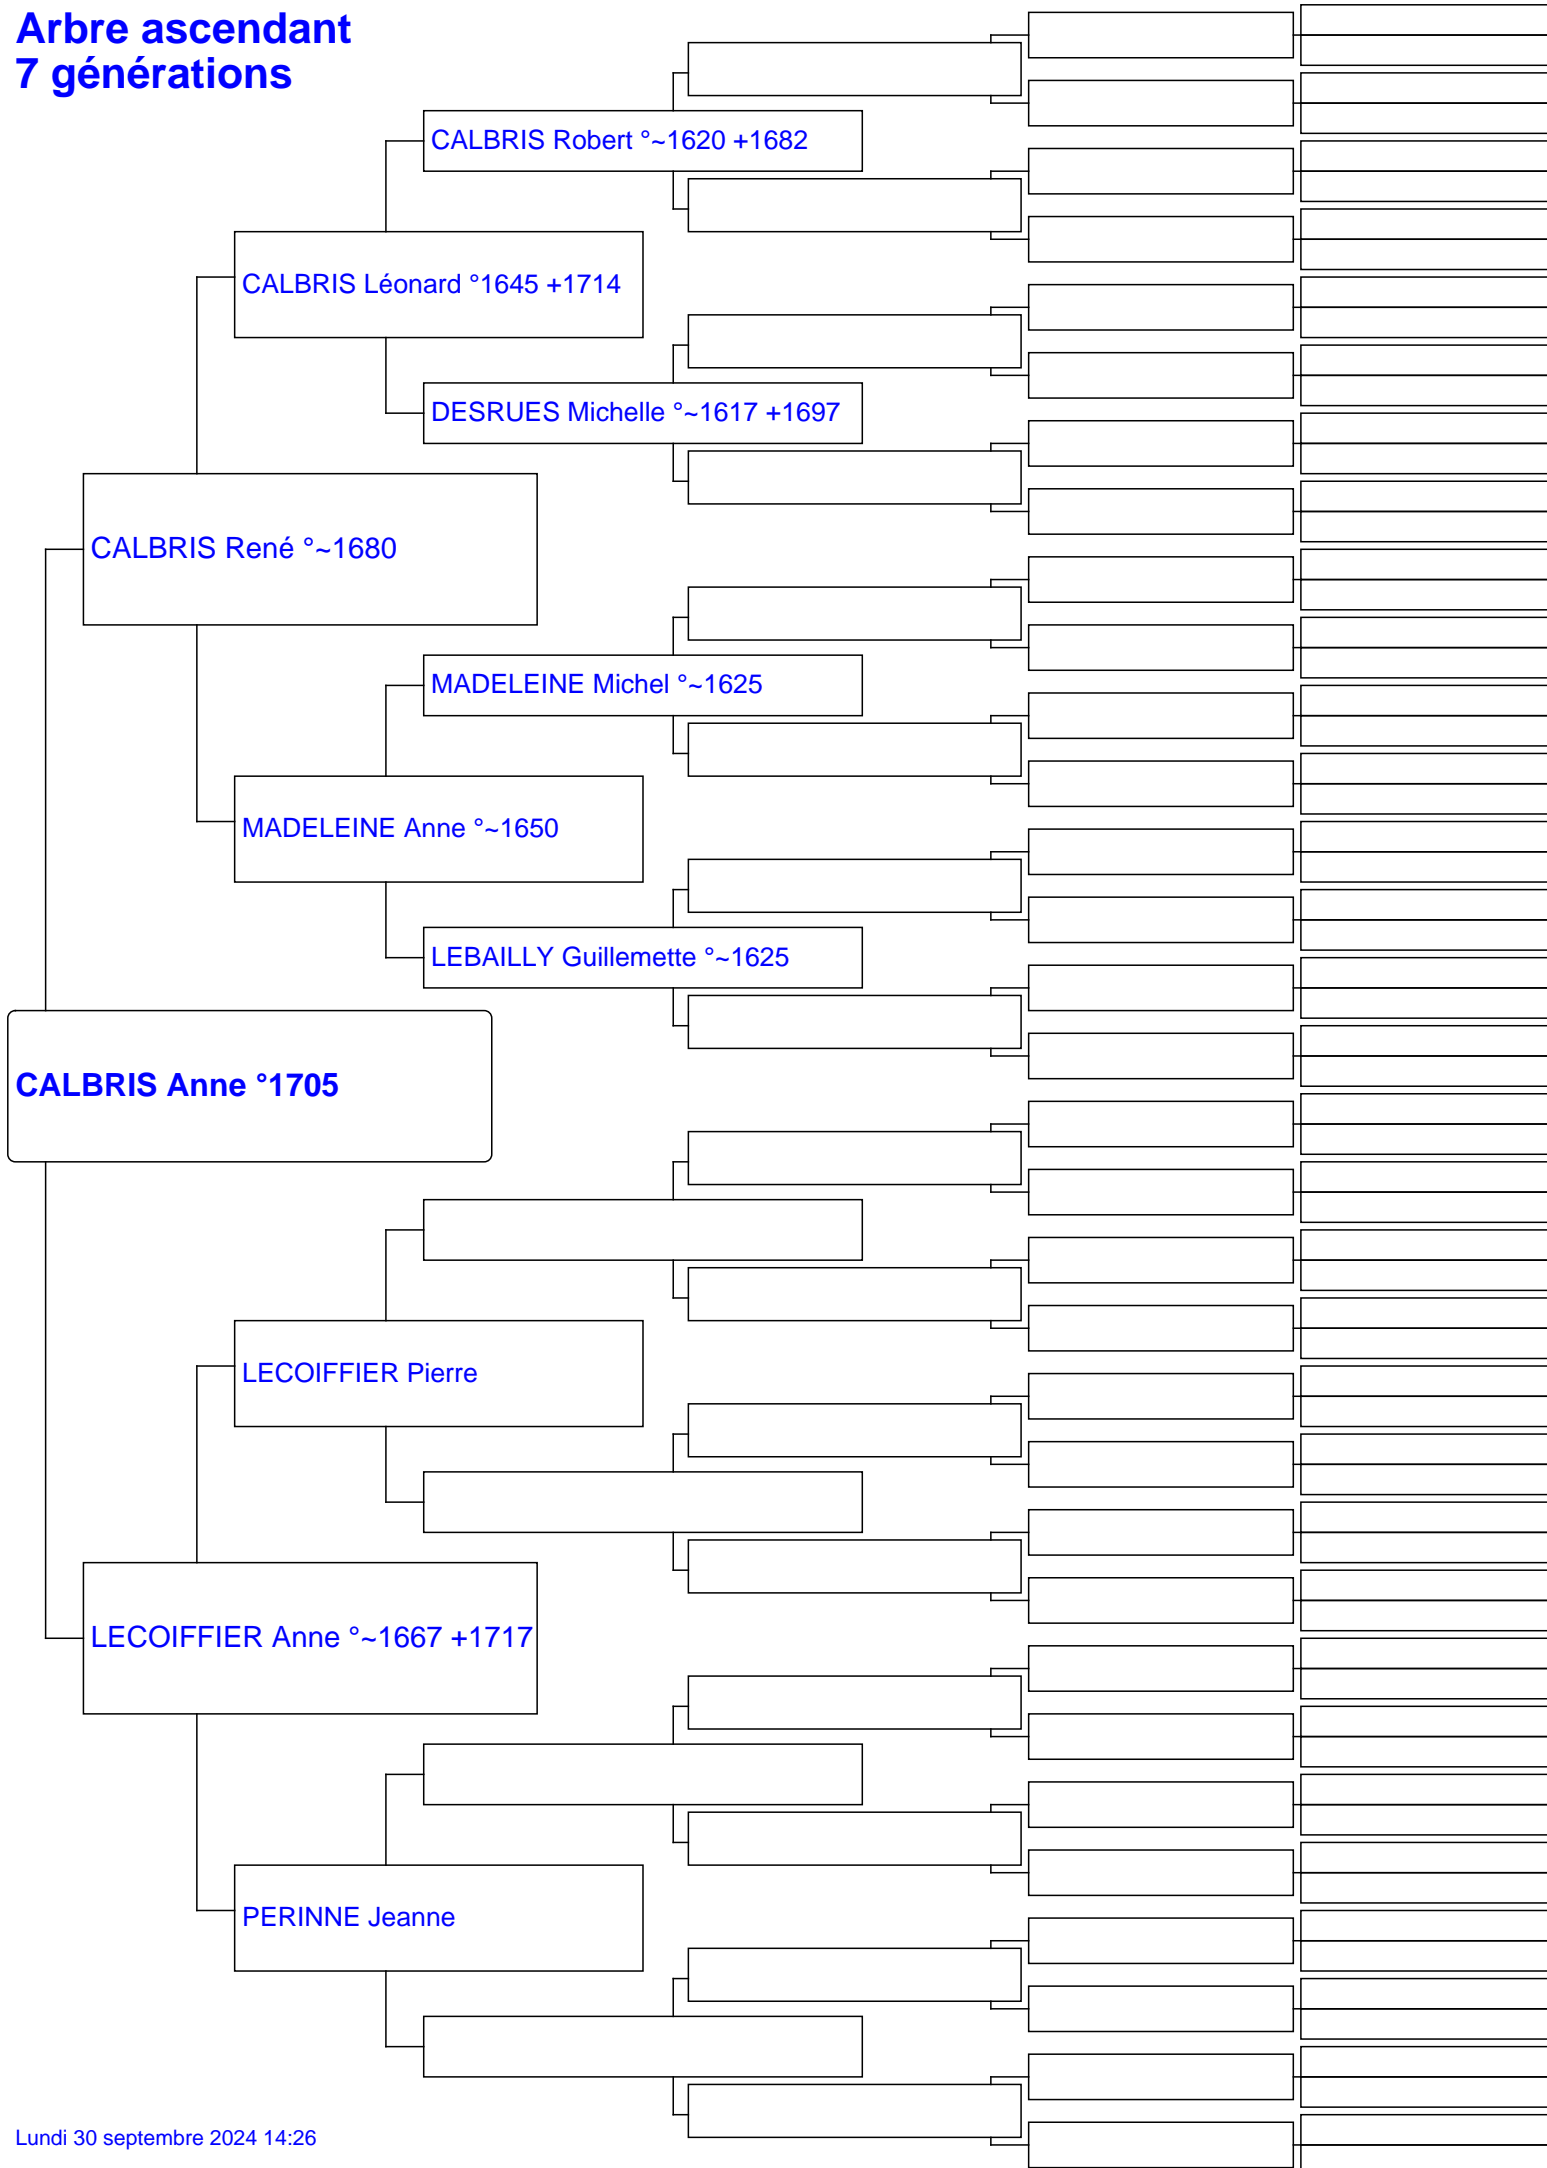 Arbre ascendant
7 générations
CALBRIS Robert °~1620 +1682
CALBRIS Léonard °1645 +1714
DESRUES Michelle °~1617 +1697
CALBRIS René °~1680
MADELEINE Michel °~1625
MADELEINE Anne °~1650
LEBAILLY Guillemette °~1625
CALBRIS Anne °1705
LECOIFFIER Pierre
LECOIFFIER Anne °~1667 +1717
PERINNE Jeanne
Lundi 30 septembre 2024 14:26